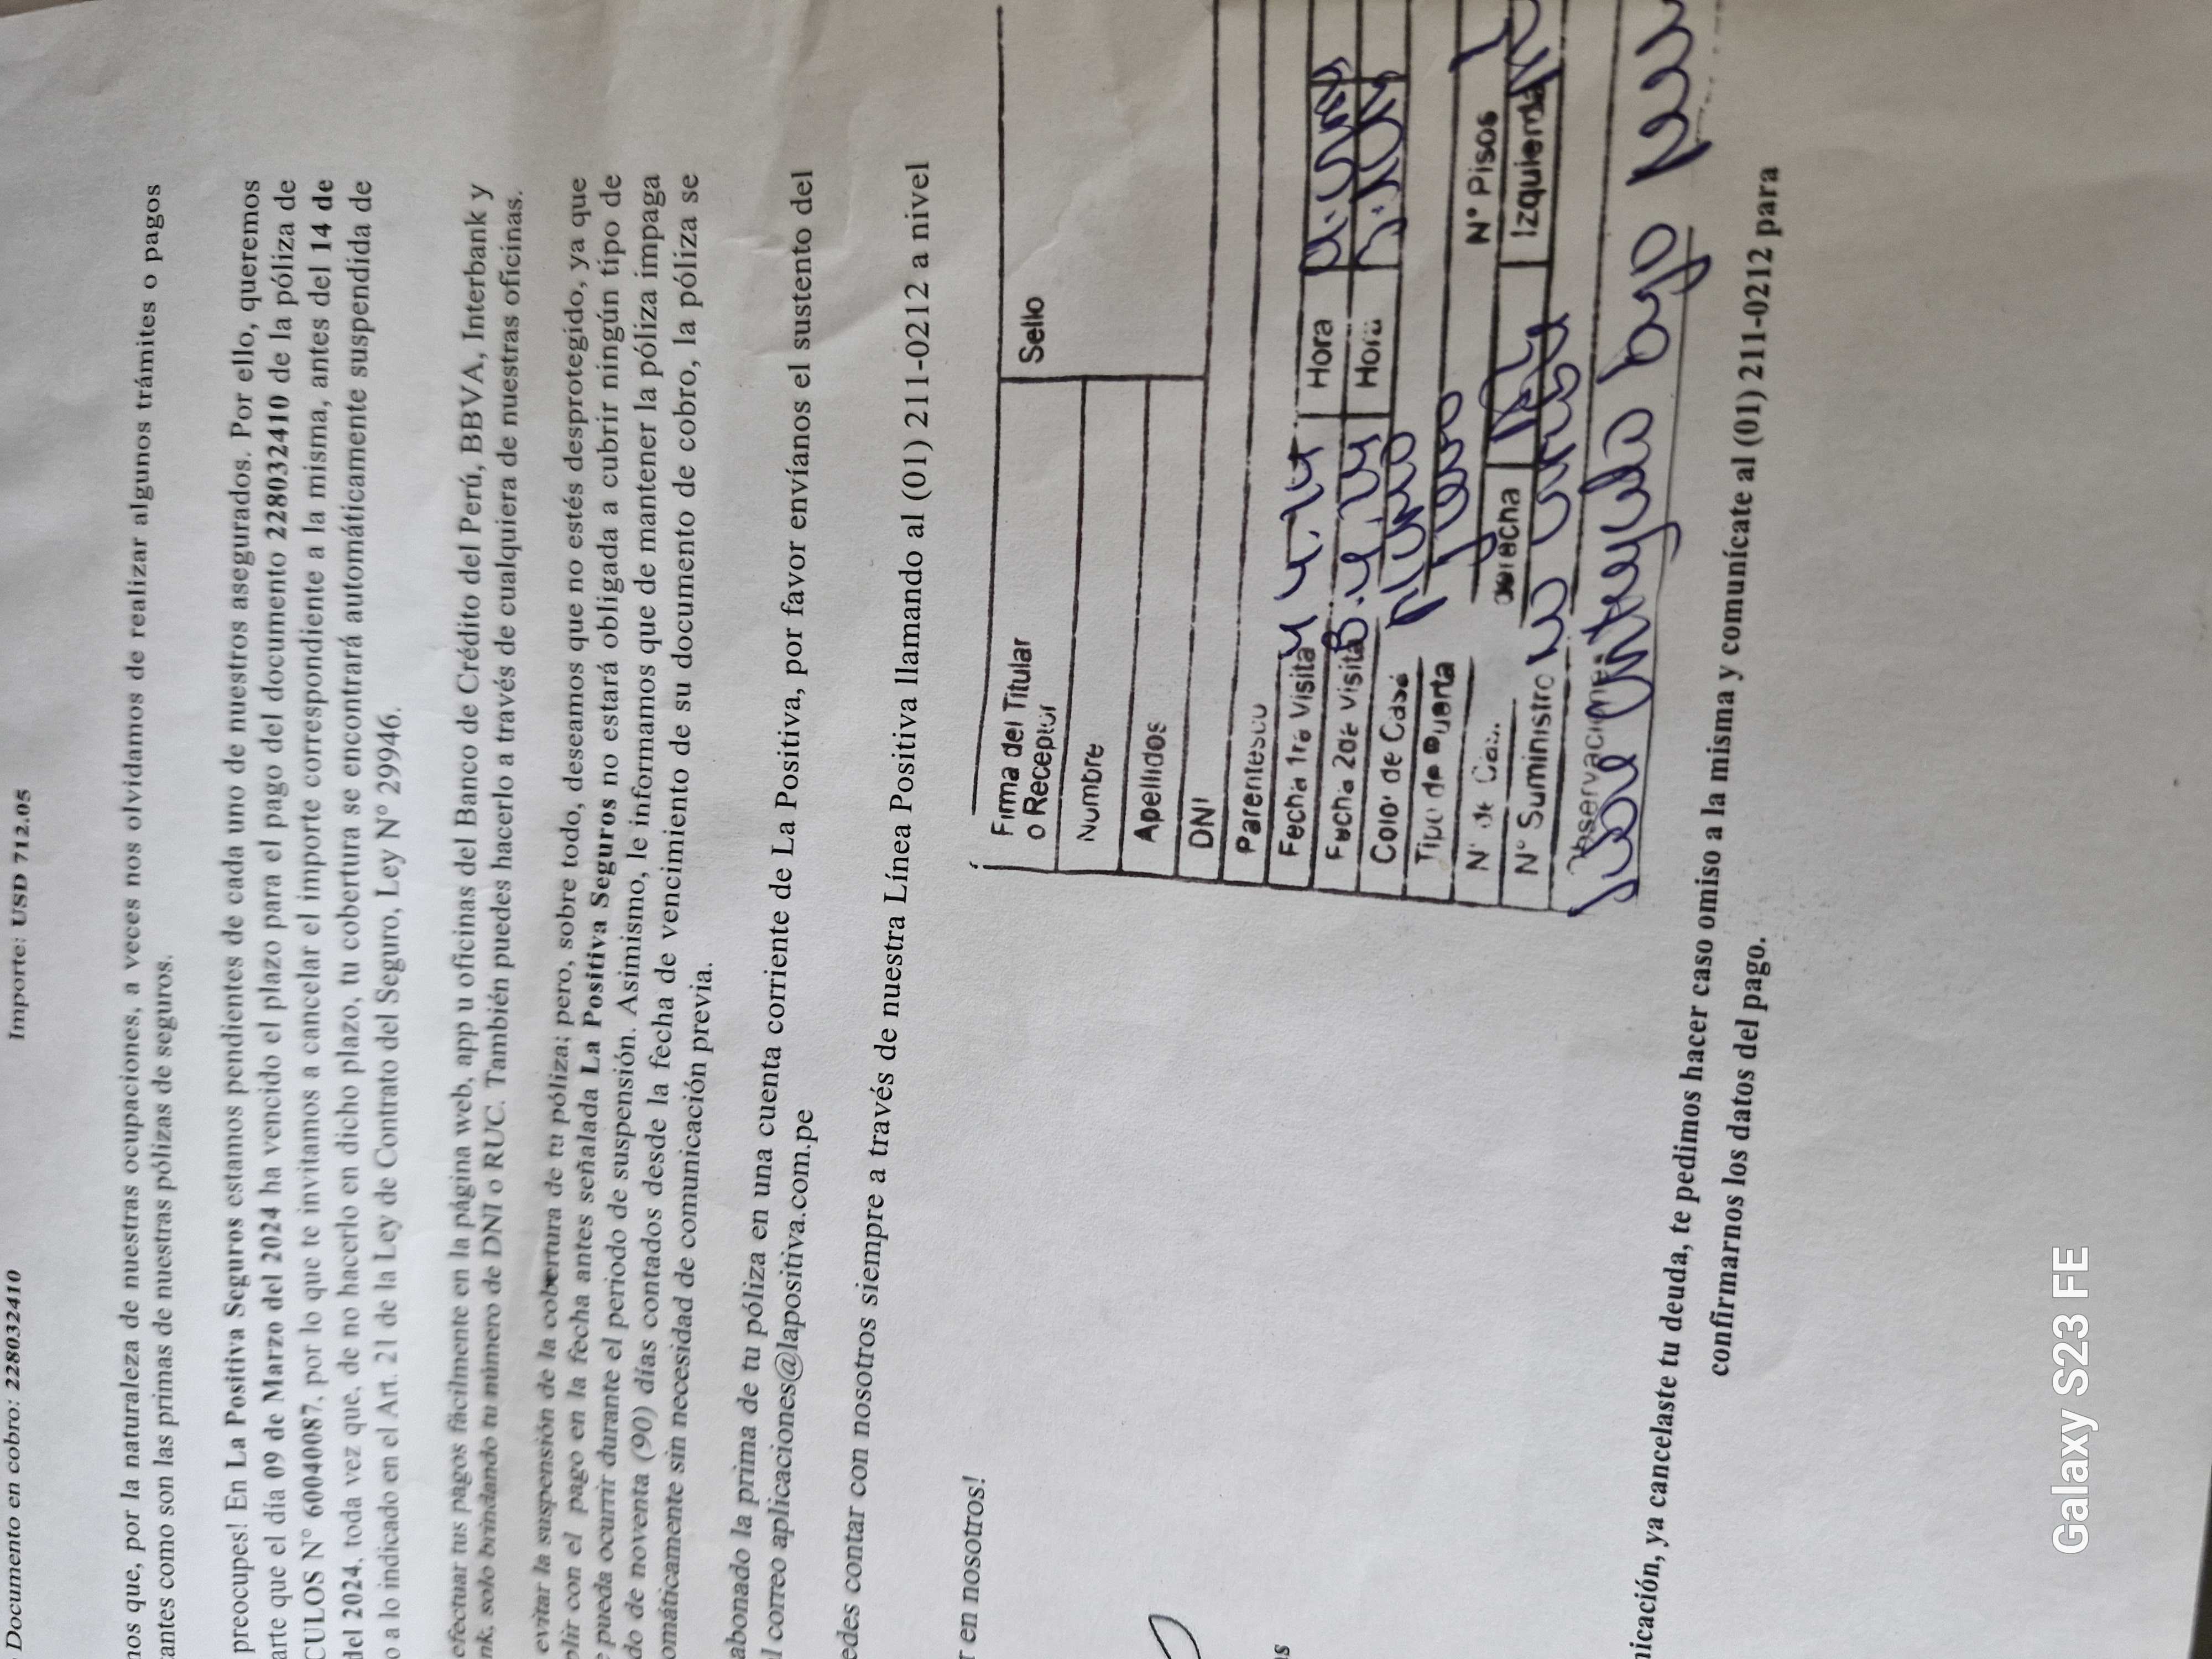 Documento en cobro: 228032410 Importe: USD 712.05
nos que, por la naturaleza de nuestras ocupaciones, a veces nos olvidamos de realizar algunos trámites o pagos
tantes como son las primas de nuestras pólizas de seguros.
preocupes! En La Positiva Seguros estamos pendientes de cada uno de nuestros asegurados. Por ello, queremos
arte que el día 09 de Marzo del 2024 ha vencido el plazo para el pago del documento 228032410 de la póliza de
CULOS N° 60040087, por lo que te invitamos a cancelar el importe correspondiente a la misma, antes del 14 de
del 2024, toda vez que, de no hacerlo en dicho plazo, tu cobertura se encontrará automáticamente suspendida de
o a lo indicado en el Art. 21 de la Ley de Contrato del Seguro, Ley N° 29946.
efectuar tus pagos fácilmente en la página web, app u oficinas del Banco de Crédito del Perú, BBVA, Interbank y
nk, solo brindando tu número de DNI o RUC. También puedes hacerlo a través de cualquiera de nuestras oficinas.
evitar la suspensión de la cobertura de tu póliza; pero, sobre todo, deseamos que no estés desprotegido, ya que
plir con el pago en la fecha antes señalada La Positiva Seguros no estará obligada a cubrir ningún tipo de
e pueda ocurrir durante el periodo de suspensión. Asimismo, le informamos que de mantener la póliza impaga
do de noventa (90) días contados desde la fecha de vencimiento de su documento de cobro, la póliza se
omáticamente sin necesidad de comunicación previa.
abonado la prima de tu póliza en una cuenta corriente de La Positiva, por favor envíanos el sustento del
l correo aplicaciones@lapositiva.com.pe
edes contar con nosotros siempre a través de nuestra Línea Positiva llamando al (01) 211-0212 a nivel
r en nosotros!
Firma del Titular Sello
o Receptor
Nombre
Apellidos
DNI
Parentesco
Fecha 1ra Visita Hora
Fecha 2da Visita Hora
Color de Casa
Tipo de Puerta
N° de Casa N° Pisos
N° Suministro derecha Izquierda
Observaciones
bajo
nicación, ya cancelaste tu deuda, te pedimos hacer caso omiso a la misma y comunícate al (01) 211-0212 para
confirmarnos los datos del pago.
Galaxy S23 FE